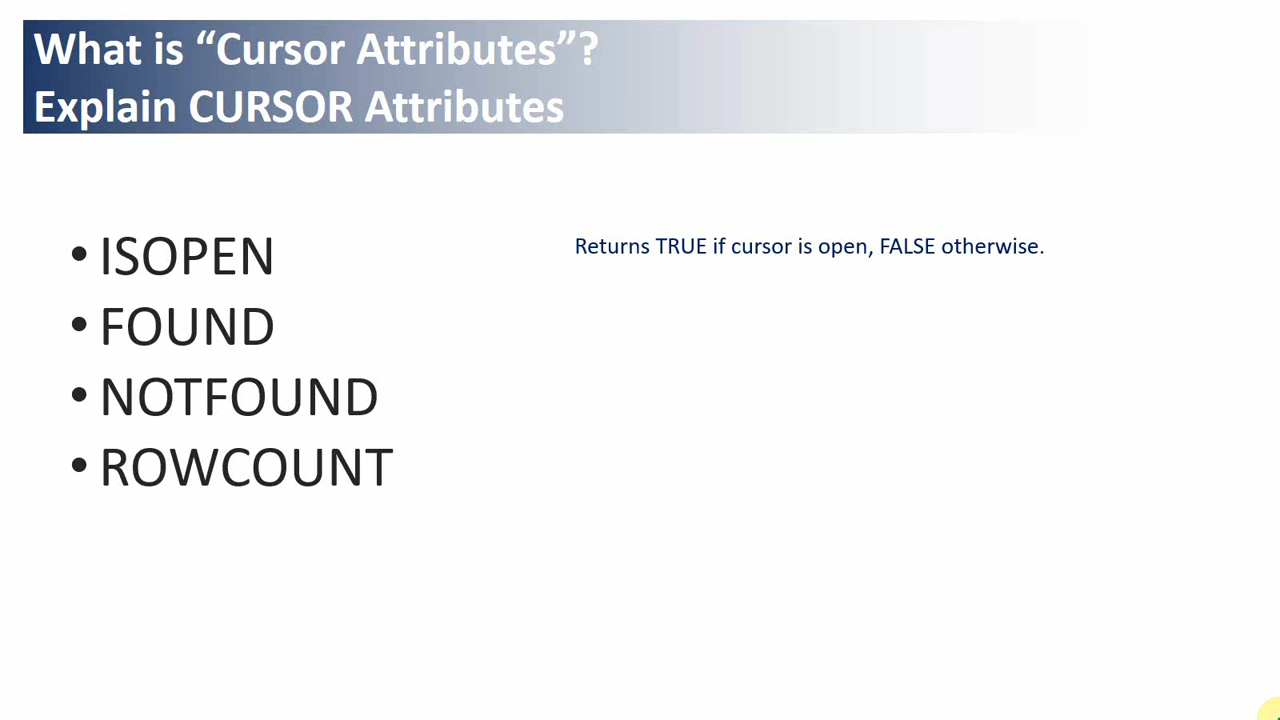 What is “Cursor Attributes”?
Explain CURSOR Attributes
• ISOPEN
Returns TRUE if cursor is open, FALSE otherwise.
• FOUND
• NOTFOUND
• ROWCOUNT